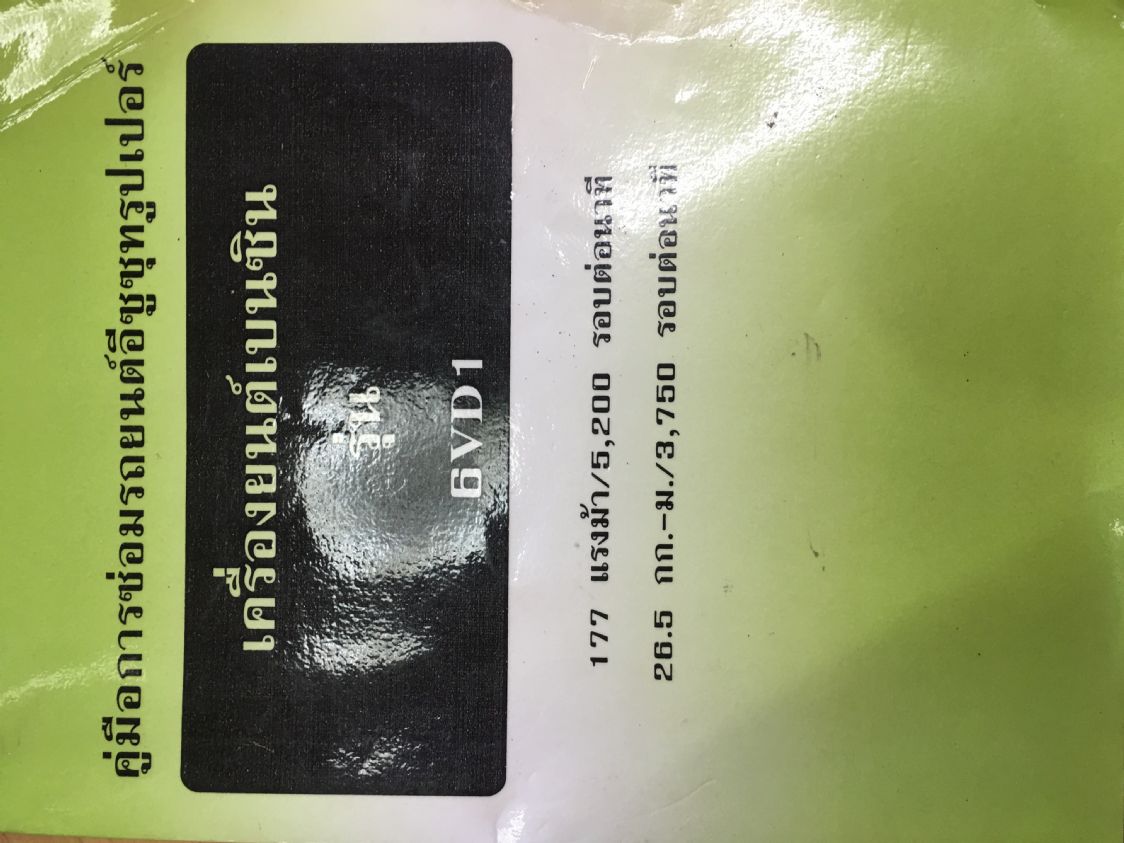 คู่มือการซ่อมรถยนต์อีซูซุทรูปเปอร์
เครื่องยนต์เบนซิน
รุ่น
6VD1
177 แรงม้า/5,200 รอบต่อนาที
26.5 กก.-ม./3,750 รอบต่อนาที